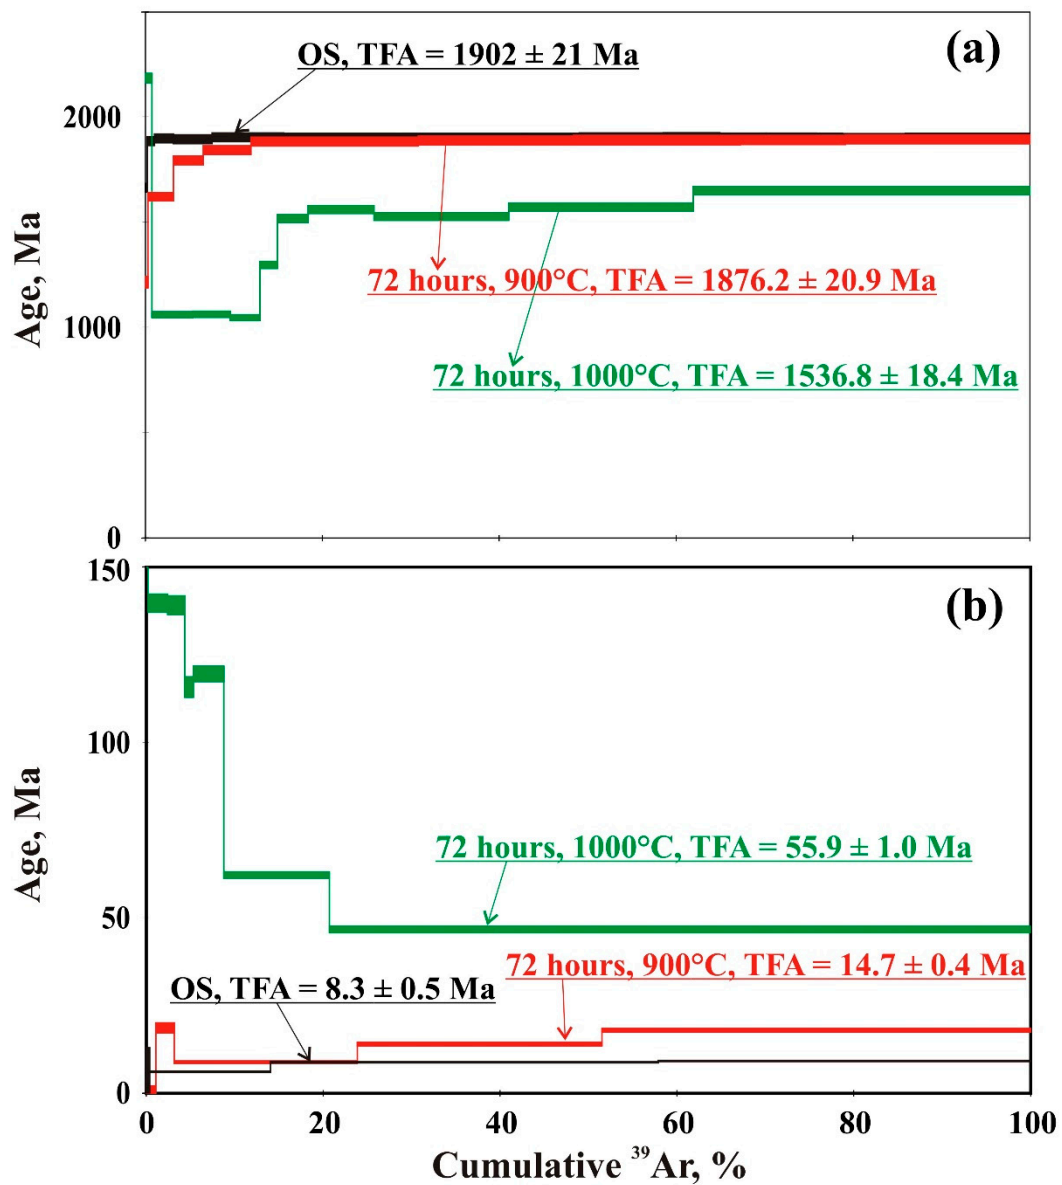 (a)
OS, TFA = 1902 ± 21 Ma
2000
72 hours, 900°C, TFA = 1876.2 ± 20.9 Ma
1000
72 hours, 1000°C, TFA = 1536.8 ± 18.4 Ma
0
Age, Ma
150
(b)
100
72 hours, 1000°C, TFA = 55.9 ± 1.0 Ma
50
72 hours, 900°C, TFA = 14.7 ± 0.4 Ma
OS, TFA = 8.3 ± 0.5 Ma
0
Age, Ma
0 20 40 60 80 100
Cumulative ³⁹Ar, %